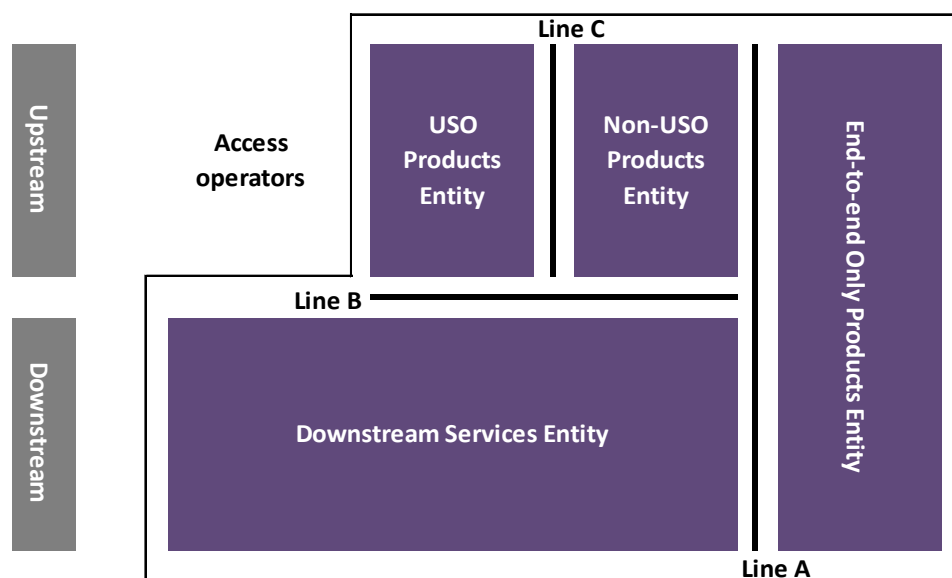 Line C
Upstream
Access
operators
USO
Products
Entity
Non-USO
Products
Entity
End-to-end Only Products Entity
Line B
Downstream
Downstream Services Entity
Line A